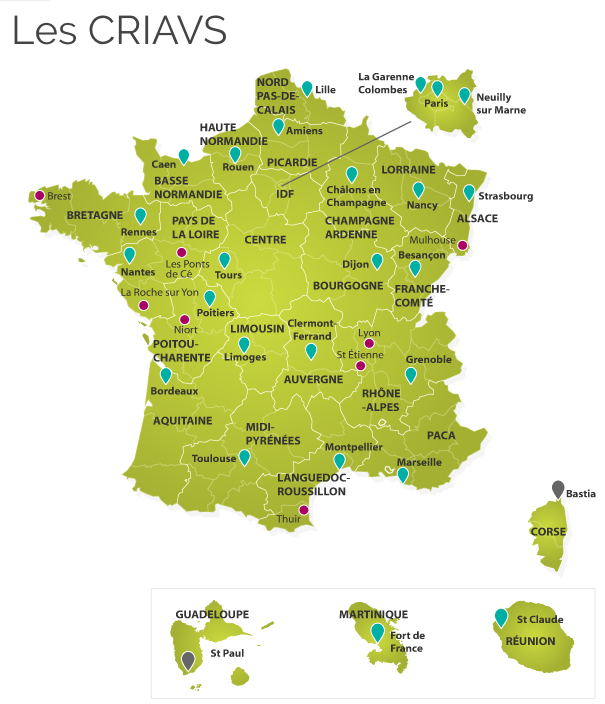 Les CRIAVS
NORD
PAS-DE-
CALAIS
Lille
La Garenne
Colombes
Paris
Neuilly
sur Marne
Amiens
HAUTE
NORMANDIE
Caen
Rouen
PICARDIE
BASSE
NORMANDIE
IDF
Châlons en
Champagne
LORRAINE
Nancy
Strasbourg
ALSACE
Brest
BRETAGNE
Rennes
PAYS DE
LA LOIRE
CENTRE
CHAMPAGNE
ARDENNE
Mulhouse
Nantes
Les Ponts
de Cé
Tours
Dijon
Besançon
BOURGOGNE
FRANCHE-
COMTÉ
La Roche sur Yon
Poitiers
Niort
POITOU-
CHARENTE
LIMOUSIN
Limoges
Clermont-
Ferrand
Lyon
St Étienne
Grenoble
AUVERGNE
RHÔNE
-ALPES
Bordeaux
AQUITAINE
MIDI-
PYRÉNÉES
Toulouse
Montpellier
PACA
Marseille
LANGUEDOC-
ROUSSILLON
Thuir
Bastia
CORSE
GUADELOUPE
St Paul
MARTINIQUE
Fort de
France
St Claude
RÉUNION